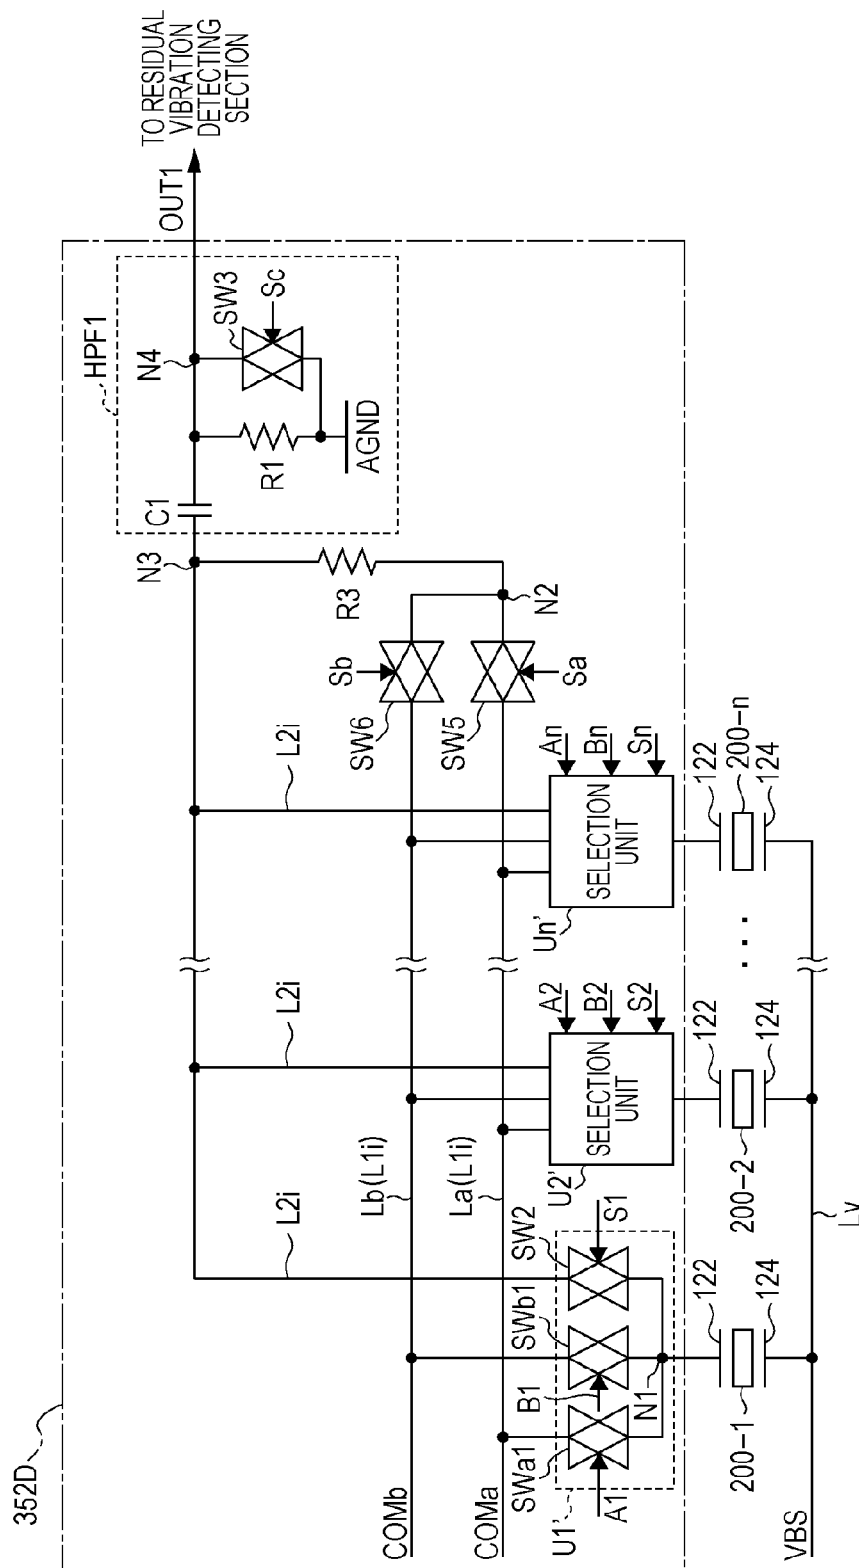 352D
TO RESIDUAL
VIBRATION
DETECTING
SECTION
OUT1
HPF1
N4
SW3
Sc
R1
AGND
C1
N3
R3
N2
Sb
SW6
Sa
SW5
L2i
L2i
L2i
Lb(L1i)
La(L1i)
COMb
COMa
SWa1
SWb1
SW2
A1
B1
S1
N1
U1'
A2
B2
S2
SELECTION
UNIT
U2'
An
Bn
Sn
SELECTION
UNIT
Un'
122
124
200-1
122
124
200-2
...
122
124
200-n
VBS
Lv